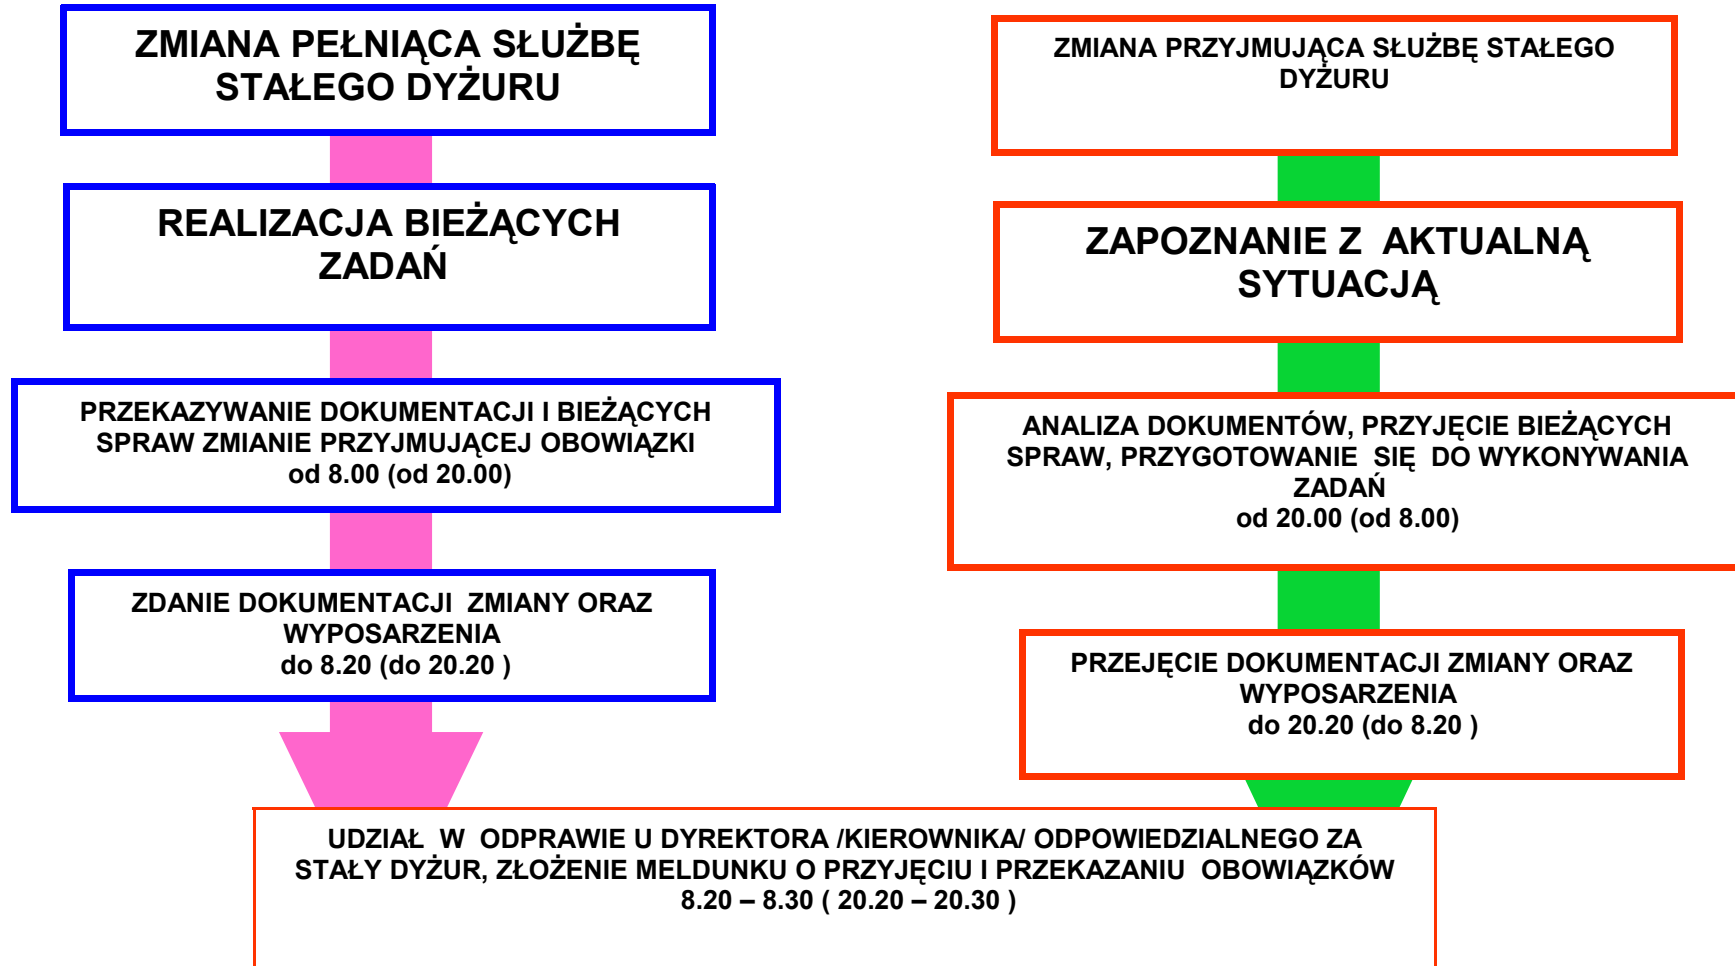 ZMIANA PEŁNIĄCA SŁUŻBĘ
STAŁEGO DYŻURU
REALIZACJA BIEŻĄCYCH
ZADAŃ
PRZEKAZYWANIE DOKUMENTACJI I BIEŻĄCYCH
SPRAW ZMIANIE PRZYJMUJĄCEJ OBOWIĄZKI
od 8.00 (od 20.00)
ZDANIE DOKUMENTACJI ZMIANY ORAZ
WYPOSARZENIA
do 8.20 (do 20.20 )
ZMIANA PRZYJMUJĄCA SŁUŻBĘ STAŁEGO
DYŻURU
ZAPOZNANIE Z AKTUALNĄ
SYTUACJĄ
ANALIZA DOKUMENTÓW, PRZYJĘCIE BIEŻĄCYCH
SPRAW, PRZYGOTOWANIE SIĘ DO WYKONYWANIA
ZADAŃ
od 20.00 (od 8.00)
PRZEJĘCIE DOKUMENTACJI ZMIANY ORAZ
WYPOSARZENIA
do 20.20 (do 8.20 )
UDZIAŁ W ODPRAWIE U DYREKTORA /KIEROWNIKA/ ODPOWIEDZIALNEGO ZA
STAŁY DYŻUR, ZŁOŻENIE MELDUNKU O PRZYJĘCIU I PRZEKAZANIU OBOWIĄZKÓW
8.20 – 8.30 ( 20.20 – 20.30 )